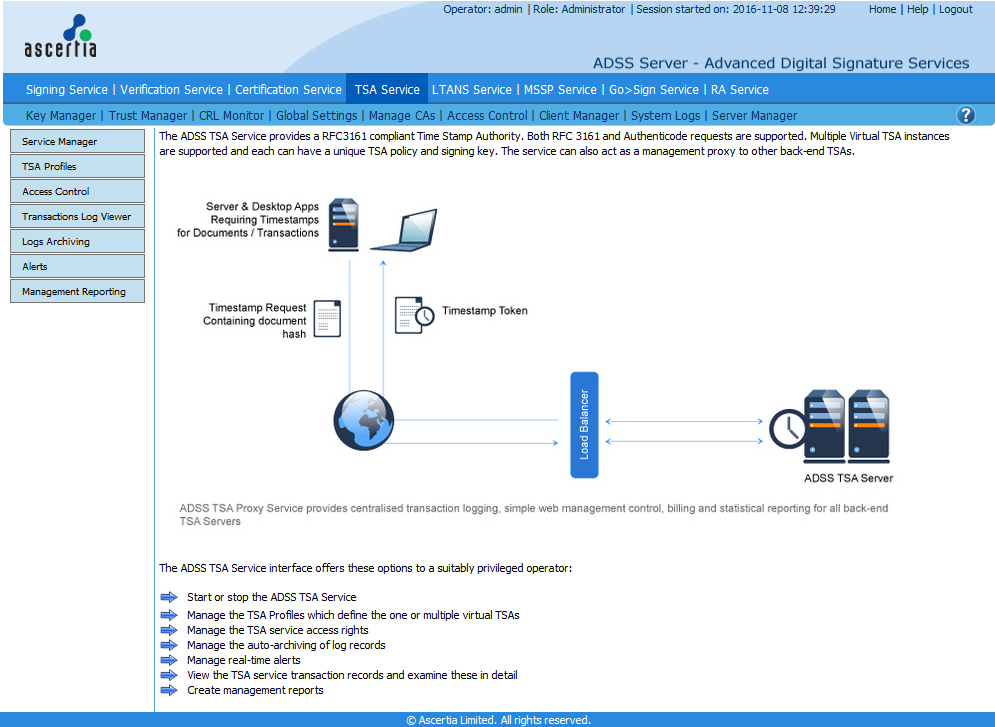 Operator: admin | Role: Administrator | Session started on: 2016-11-08 12:39:29 Home | Help | Logout
ascertia
ADSS Server - Advanced Digital Signature Services
Signing Service | Verification Service | Certification Service TSA Service LTANS Service | MSSP Service | Go>Sign Service | RA Service
Key Manager | Trust Manager | CRL Monitor | Global Settings | Manage CAs | Access Control | Client Manager | System Logs | Server Manager ?
Service Manager
TSA Profiles
Access Control
Transactions Log Viewer
Logs Archiving
Alerts
Management Reporting
The ADSS TSA Service provides a RFC3161 compliant Time Stamp Authority. Both RFC 3161 and Authenticode requests are supported. Multiple Virtual TSA instances
are supported and each can have a unique TSA policy and signing key. The service can also act as a management proxy to other back-end TSAs.
Server & Desktop Apps
Requiring Timestamps
for Documents / Transactions
Timestamp Request
Containing document
hash
Timestamp Token
Load Balancer
ADSS TSA Server
ADSS TSA Proxy Service provides centralised transaction logging, simple web management control, billing and statistical reporting for all back-end
TSA Servers
The ADSS TSA Service interface offers these options to a suitably privileged operator:
Start or stop the ADSS TSA Service
Manage the TSA Profiles which define the one or multiple virtual TSAs
Manage the TSA service access rights
Manage the auto-archiving of log records
Manage real-time alerts
View the TSA service transaction records and examine these in detail
Create management reports
© Ascertia Limited. All rights reserved.